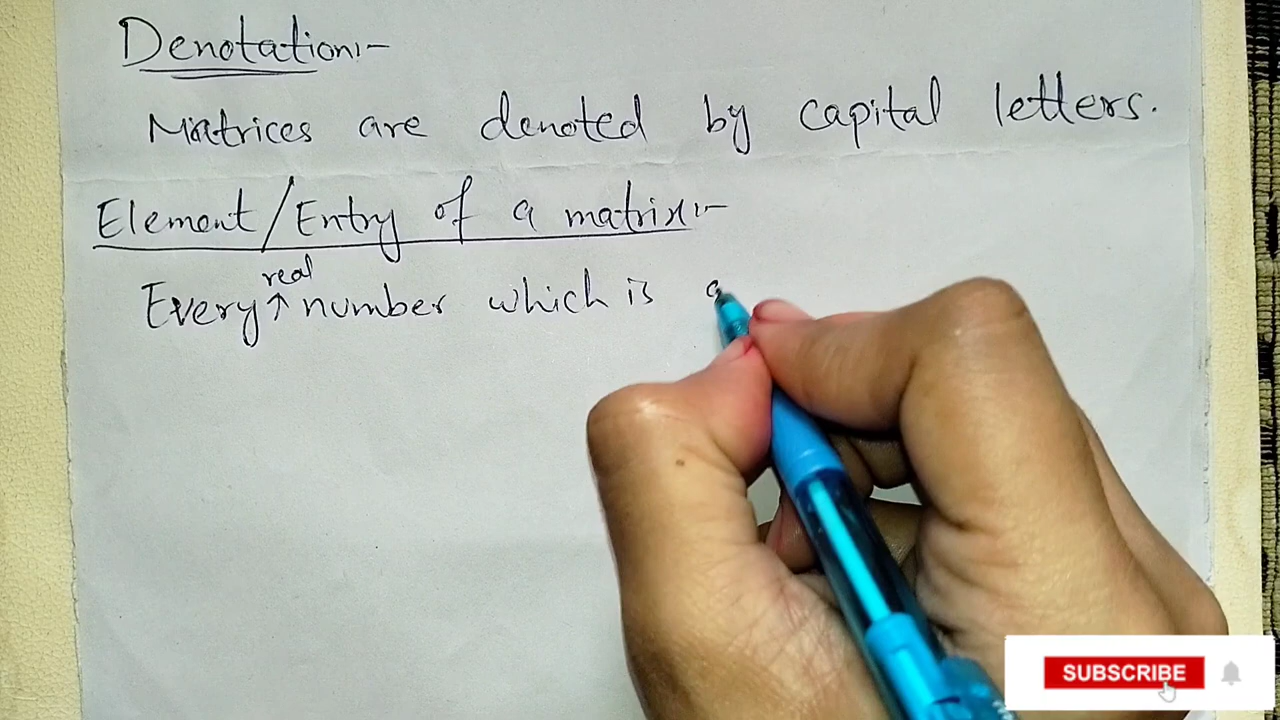 Denotation:-
Matrices are denoted by capital letters.
Element/Entry of a matrix:-
real
Every ↑ number which is a
SUBSCRIBE